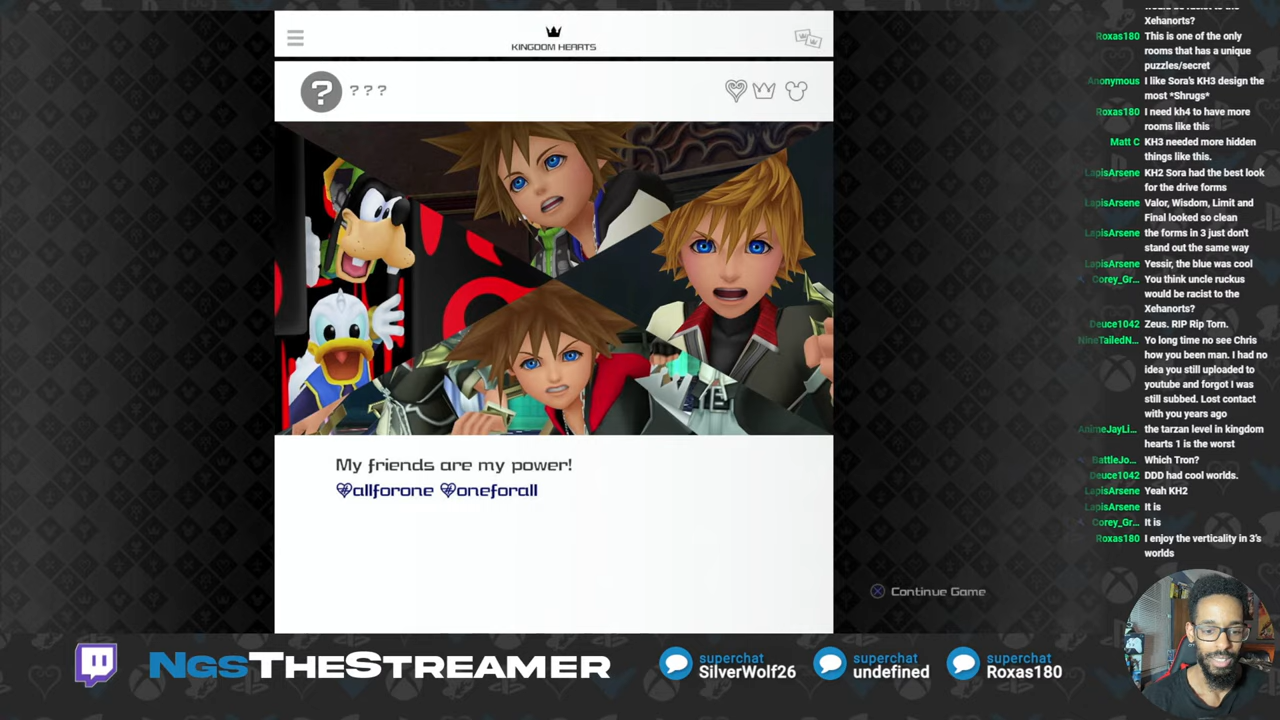 KINGDOM HEARTS
? ???
My friends are my power!
allforone oneforall
Continue Game
Xehanorts?
Roxas180 This is one of the only
rooms that has a unique
puzzles/secret
Anonymous I like Sora's KH3 design the
most *Shrugs*
Roxas180 I need kh4 to have more
rooms like this
Matt C KH3 needed more hidden
things like this.
LapisArsene KH2 Sora had the best look
for the drive forms
LapisArsene Valor, Wisdom, Limit and
Final looked so clean
LapisArsene the forms in 3 just don't
stand out the same way
LapisArsene Yessir, the blue was cool
Corey_Gr... You think uncle ruckus
would be racist to the
Xehanorts?
Deuce1042 Zeus. RIP Rip Torn.
NineTailedN... Yo long time no see Chris
how you been man. I had no
idea you still uploaded to
youtube and forgot I was
still subbed. Lost contact
with you years ago
AnimeJayLi... the tarzan level in kingdom
hearts 1 is the worst
BattleJo... Which Tron?
Deuce1042 DDD had cool worlds.
LapisArsene Yeah KH2
LapisArsene It is
Corey_Gr... It is
Roxas180 I enjoy the verticality in 3's
worlds
NgsTheStreamer
superchat
SilverWolf26
superchat
undefined
superchat
Roxas180